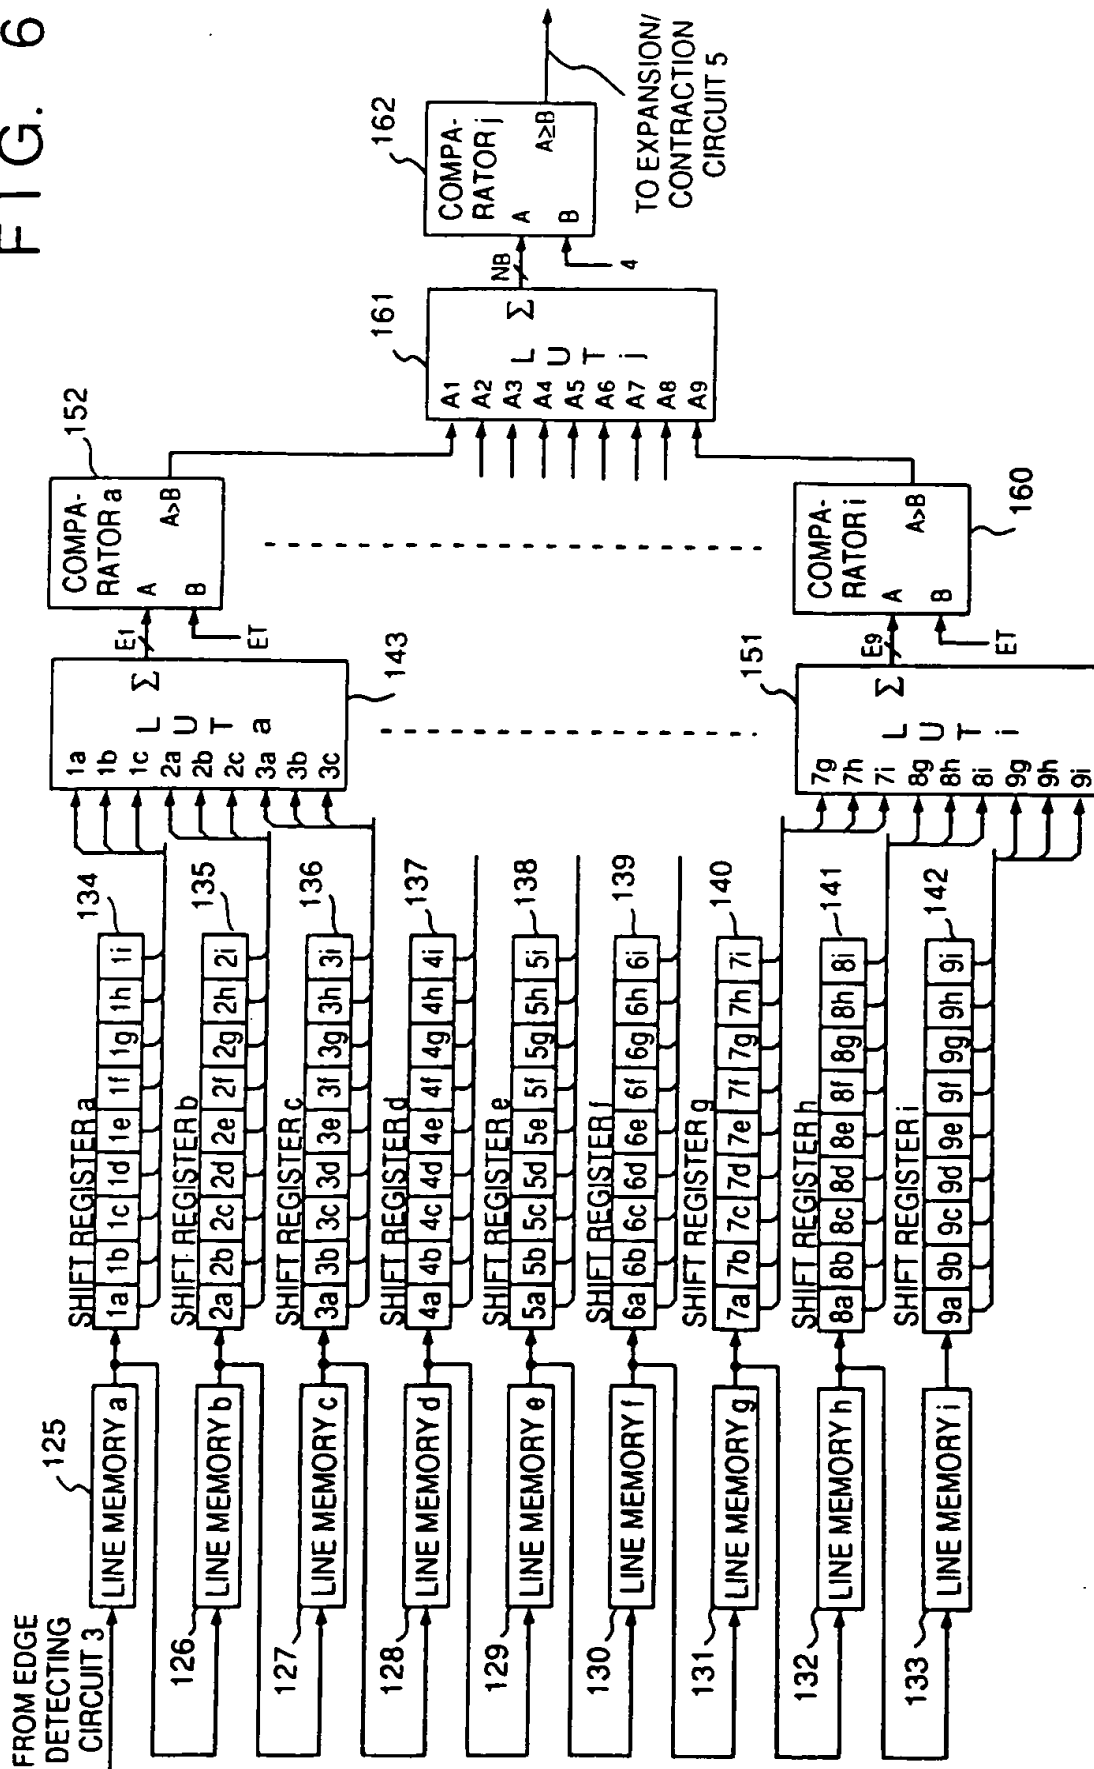 FIG. 6
FROM EDGE
DETECTING
CIRCUIT 3
LINE MEMORY a
125
LINE MEMORY b
126
LINE MEMORY c
127
LINE MEMORY d
128
LINE MEMORY e
129
LINE MEMORY f
130
LINE MEMORY g
131
LINE MEMORY h
132
LINE MEMORY i
133
SHIFT REGISTER a
1a 1b 1c 1d 1e 1f 1g 1h 1i
134
SHIFT REGISTER b
2a 2b 2c 2d 2e 2f 2g 2h 2i
135
SHIFT REGISTER c
3a 3b 3c 3d 3e 3f 3g 3h 3i
136
SHIFT REGISTER d
4a 4b 4c 4d 4e 4f 4g 4h 4i
137
SHIFT REGISTER e
5a 5b 5c 5d 5e 5f 5g 5h 5i
138
SHIFT REGISTER f
6a 6b 6c 6d 6e 6f 6g 6h 6i
139
SHIFT REGISTER g
7a 7b 7c 7d 7e 7f 7g 7h 7i
140
SHIFT REGISTER h
8a 8b 8c 8d 8e 8f 8g 8h 8i
141
SHIFT REGISTER i
9a 9b 9c 9d 9e 9f 9g 9h 9i
142
1a
1b
1c
2a
2b
2c
3a
3b
3c
LUT a
Σ
143
E1
ET
COMPA-
RATOR a
A
B
A>B
152
7g
7h
7i
8g
8h
8i
9g
9h
9i
LUT i
Σ
151
E9
ET
COMPA-
RATOR i
A
B
A>B
160
A1
A2
A3
A4
A5
A6
A7
A8
A9
LUT j
Σ
161
NB
4
COMPA-
RATOR j
A
B
A≥B
162
TO EXPANSION/
CONTRACTION
CIRCUIT 5